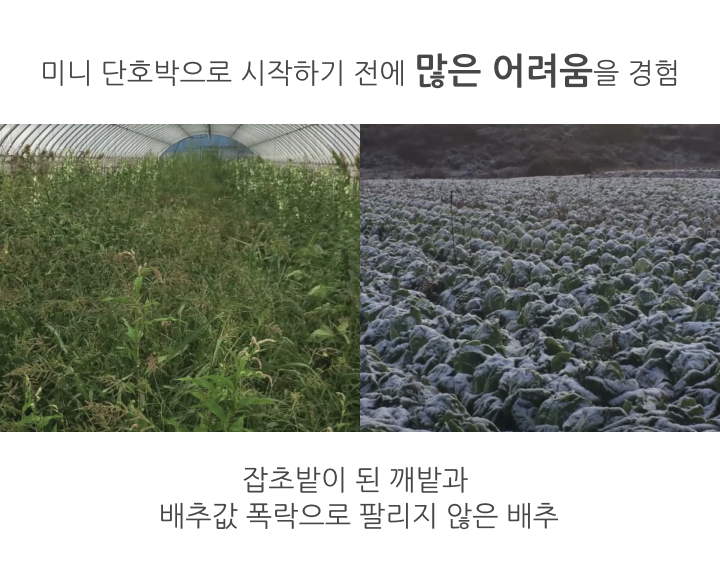 미니 단호박으로 시작하기 전에 많은 어려움을 경험
잡초밭이 된 깨밭과
배추값 폭락으로 팔리지 않은 배추